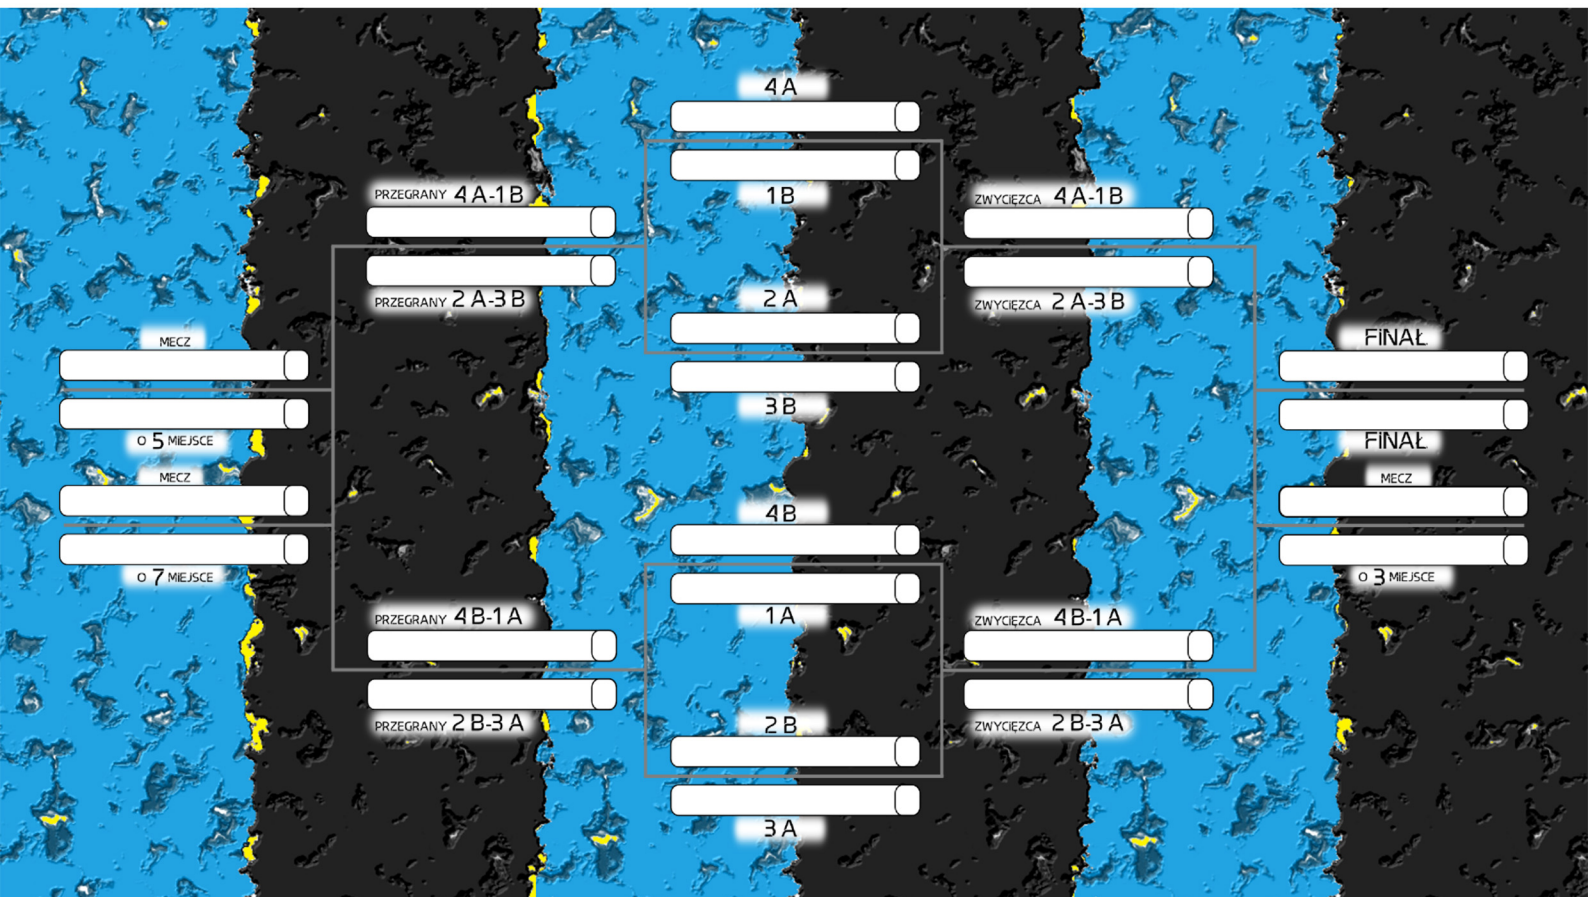 4A
1B
PRZEGRANY 4A-1B
ZWYCIĘZCA 4A-1B
2A
PRZEGRANY 2A-3B
ZWYCIĘZCA 2A-3B
MECZ
FiNAŁ
3B
O 5 MIEJSCE
FiNAŁ
MECZ
MECZ
4B
O 7 MIEJSCE
O 3 MIEJSCE
PRZEGRANY 4B-1A
1A
ZWYCIĘZCA 4B-1A
PRZEGRANY 2B-3A
2B
ZWYCIĘZCA 2B-3A
3A